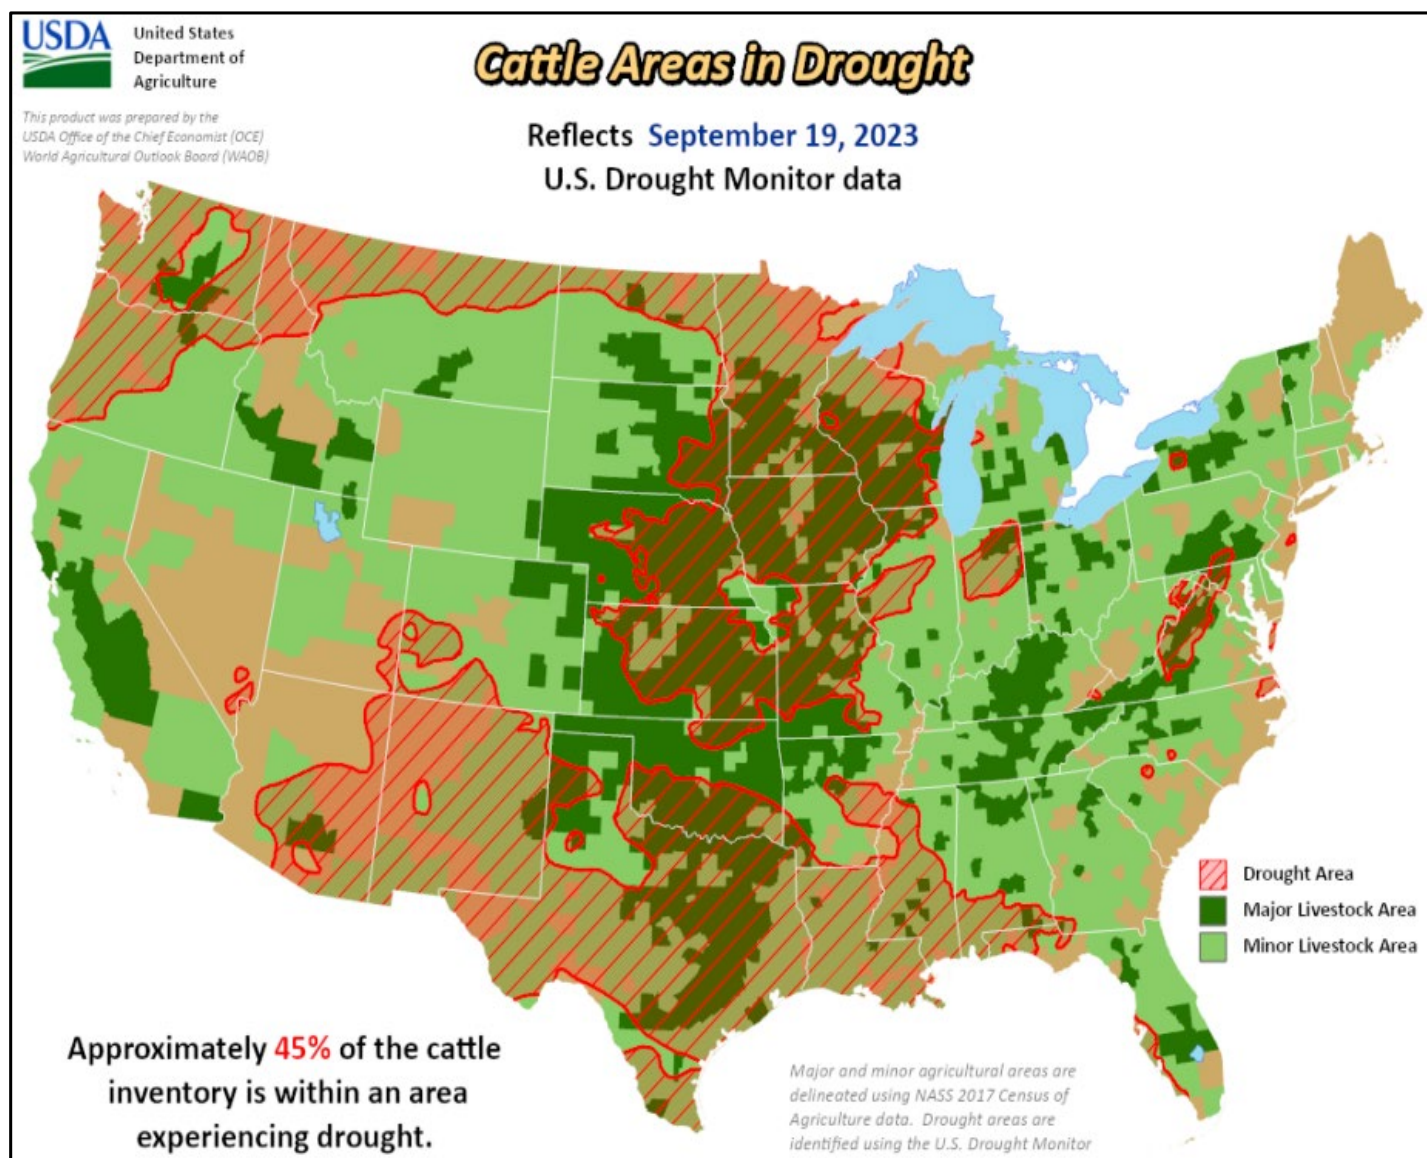 USDA
United States
Department of
Agriculture
This product was prepared by the
USDA Office of the Chief Economist (OCE)
World Agricultural Outlook Board (WAOB)
Cattle Areas in Drought
Reflects September 19, 2023
U.S. Drought Monitor data
Drought Area
Major Livestock Area
Minor Livestock Area
Approximately 45% of the cattle
inventory is within an area
experiencing drought.
Major and minor agricultural areas are
delineated using NASS 2017 Census of
Agriculture data. Drought areas are
identified using the U.S. Drought Monitor